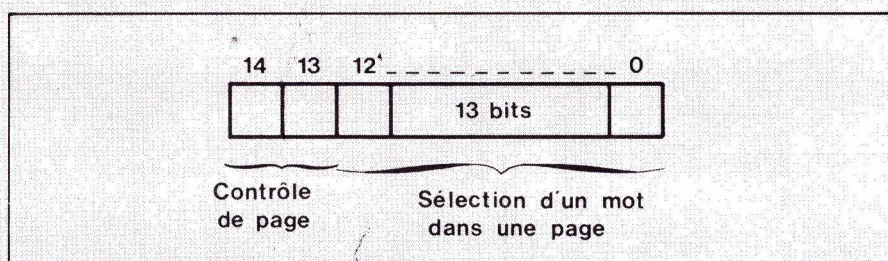 14 13 12 0
13 bits
Contrôle
de page
Sélection d'un mot
dans une page